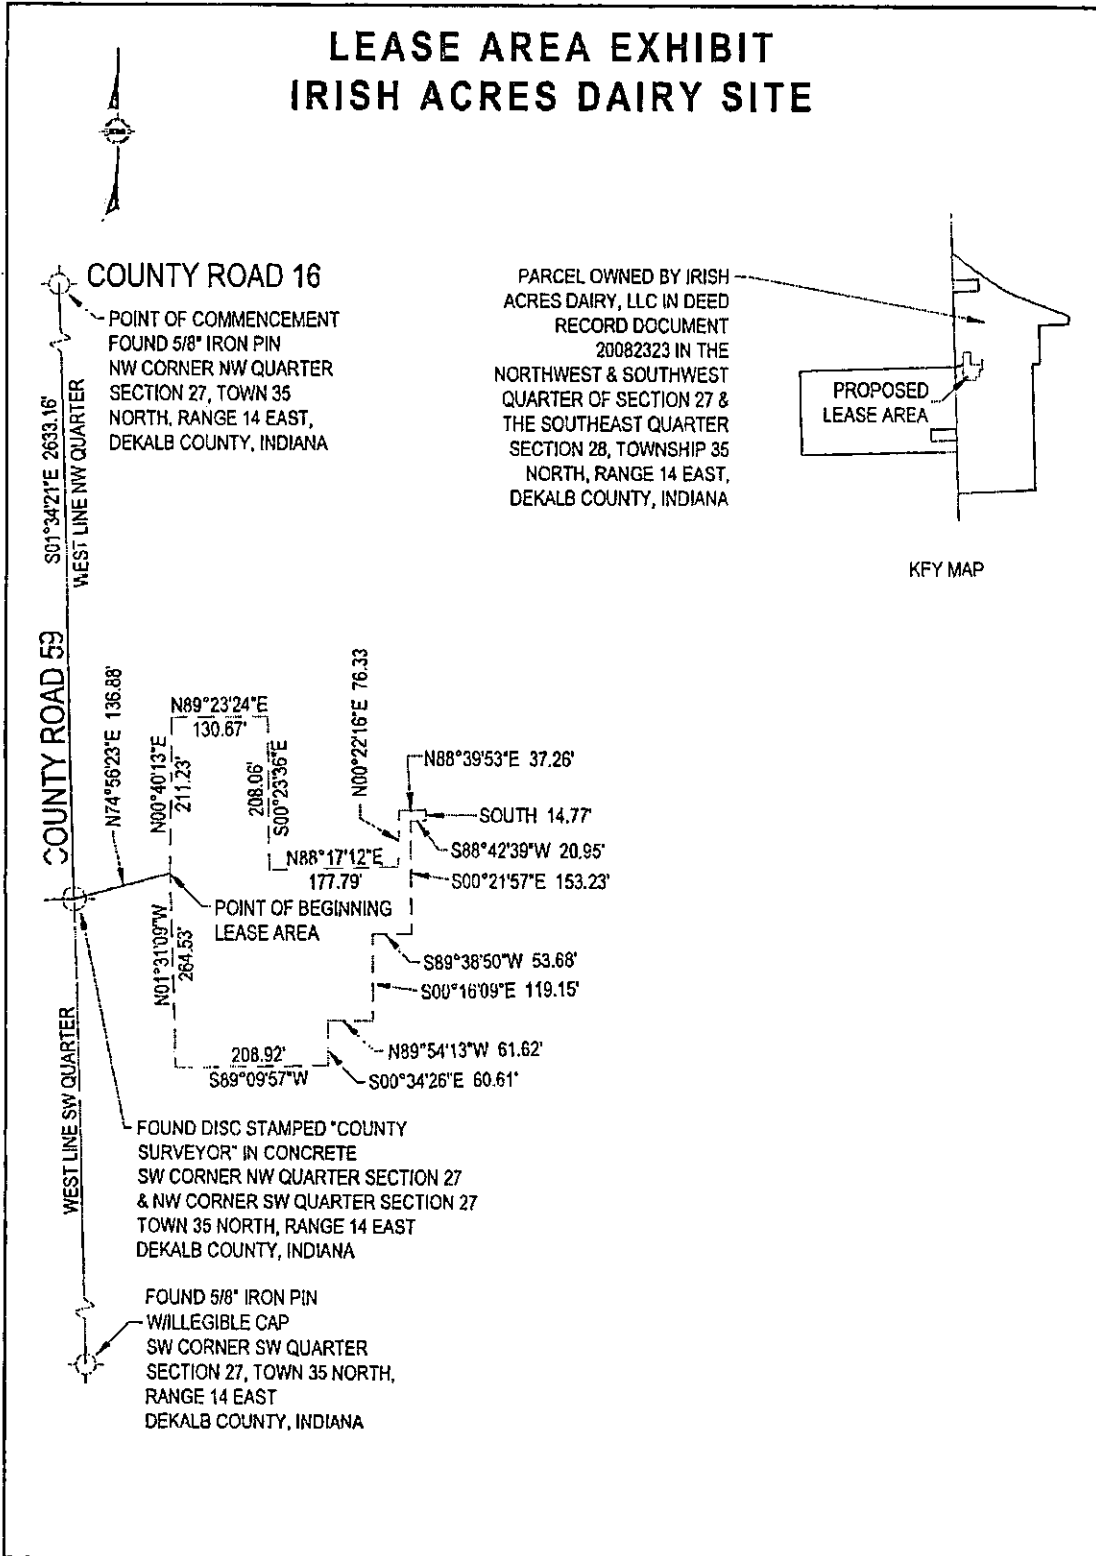 LEASE AREA EXHIBIT
IRISH ACRES DAIRY SITE
COUNTY ROAD 16
POINT OF COMMENCEMENT
FOUND 5/8" IRON PIN
NW CORNER NW QUARTER
SECTION 27, TOWN 35
NORTH, RANGE 14 EAST,
DEKALB COUNTY, INDIANA
PARCEL OWNED BY IRISH
ACRES DAIRY, LLC IN DEED
RECORD DOCUMENT
20082323 IN THE
NORTHWEST & SOUTHWEST
QUARTER OF SECTION 27 &
THE SOUTHEAST QUARTER
SECTION 28, TOWNSHIP 35
NORTH, RANGE 14 EAST,
DEKALB COUNTY, INDIANA
PROPOSED
LEASE AREA
KEY MAP
S01°34'21"E 2633.16'
WEST LINE NW QUARTER
COUNTY ROAD 59
N74°56'23"E 136.88'
N00°40'13"E
211.23'
N89°23'24"E
130.67'
208.06'
S00°23'36"E
N00°22'16"E 76.33
N88°39'53"E 37.26'
SOUTH 14.77'
S88°42'39"W 20.95'
N88°17'12"E
177.79'
S00°21'57"E 153.23'
POINT OF BEGINNING
LEASE AREA
N01°31'09"W
264.53'
S89°38'50"W 53.68'
S00°16'09"E 119.15'
N89°54'13"W 61.62'
S00°34'26"E 60.61'
208.92'
S89°09'57"W
WEST LINE SW QUARTER
FOUND DISC STAMPED "COUNTY
SURVEYOR" IN CONCRETE
SW CORNER NW QUARTER SECTION 27
& NW CORNER SW QUARTER SECTION 27
TOWN 35 NORTH, RANGE 14 EAST
DEKALB COUNTY, INDIANA
FOUND 5/8" IRON PIN
W/ILLEGIBLE CAP
SW CORNER SW QUARTER
SECTION 27, TOWN 35 NORTH,
RANGE 14 EAST
DEKALB COUNTY, INDIANA